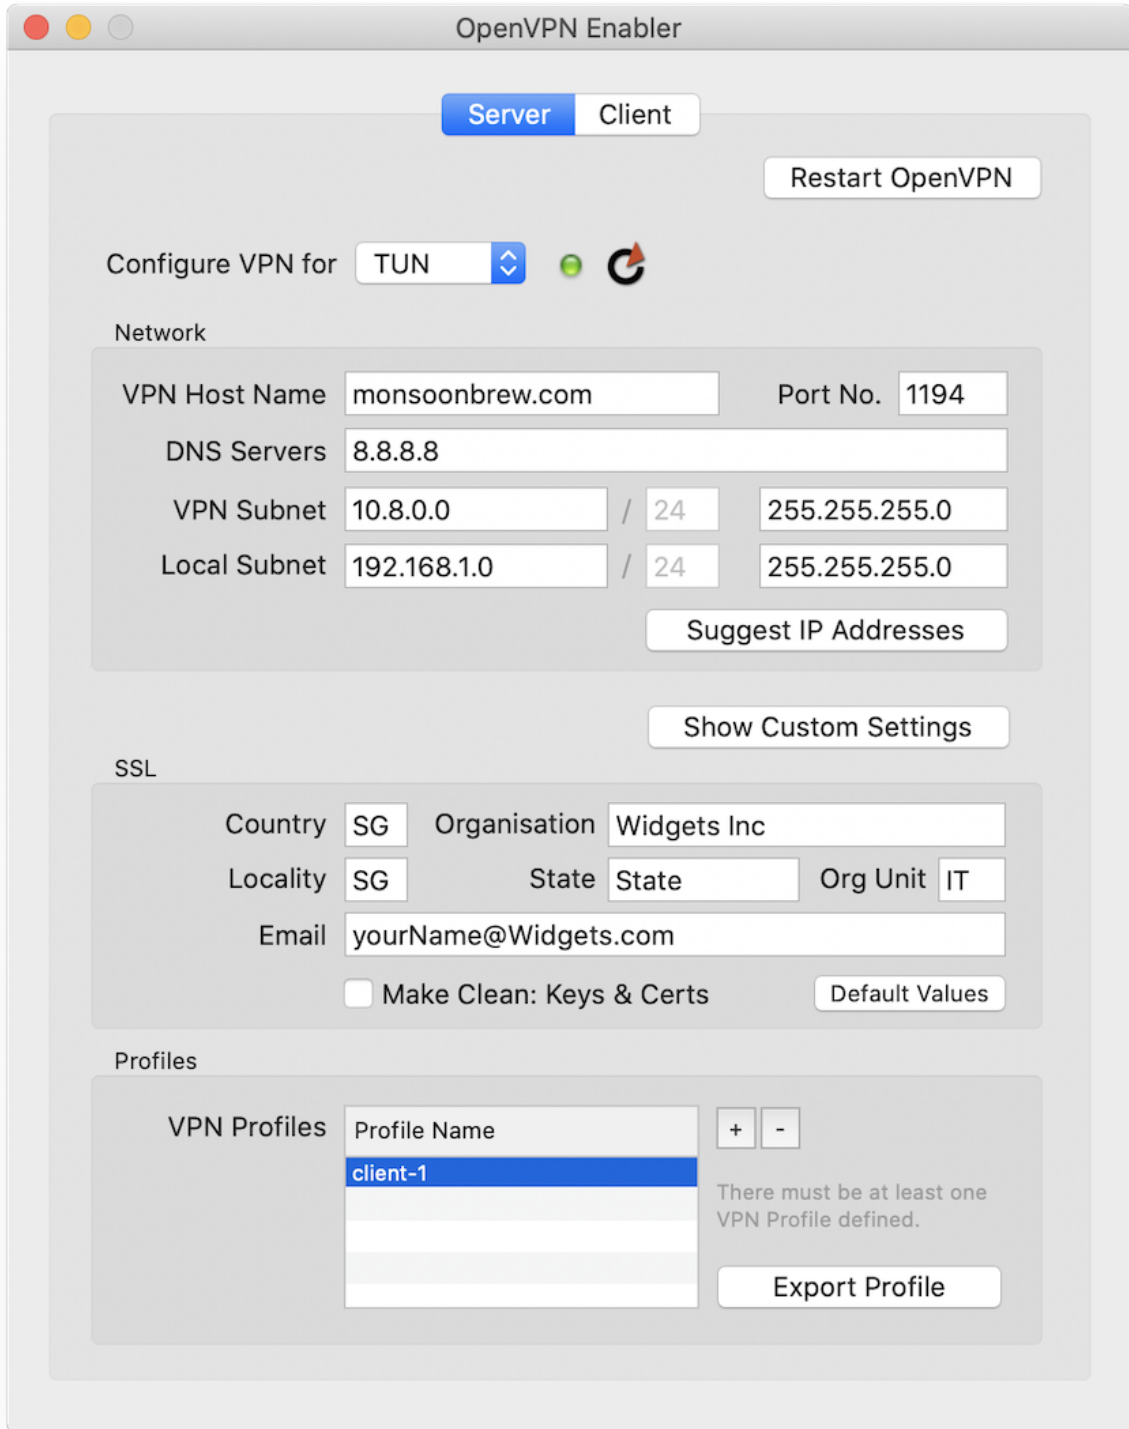 OpenVPN Enabler
Server Client
Restart OpenVPN
Configure VPN for TUN
Network
VPN Host Name monsoonbrew.com Port No. 1194
DNS Servers 8.8.8.8
VPN Subnet 10.8.0.0 / 24 255.255.255.0
Local Subnet 192.168.1.0 / 24 255.255.255.0
Suggest IP Addresses
Show Custom Settings
SSL
Country SG Organisation Widgets Inc
Locality SG State State Org Unit IT
Email yourName@Widgets.com
Make Clean: Keys & Certs Default Values
Profiles
VPN Profiles Profile Name + -
client-1
There must be at least one
VPN Profile defined.
Export Profile